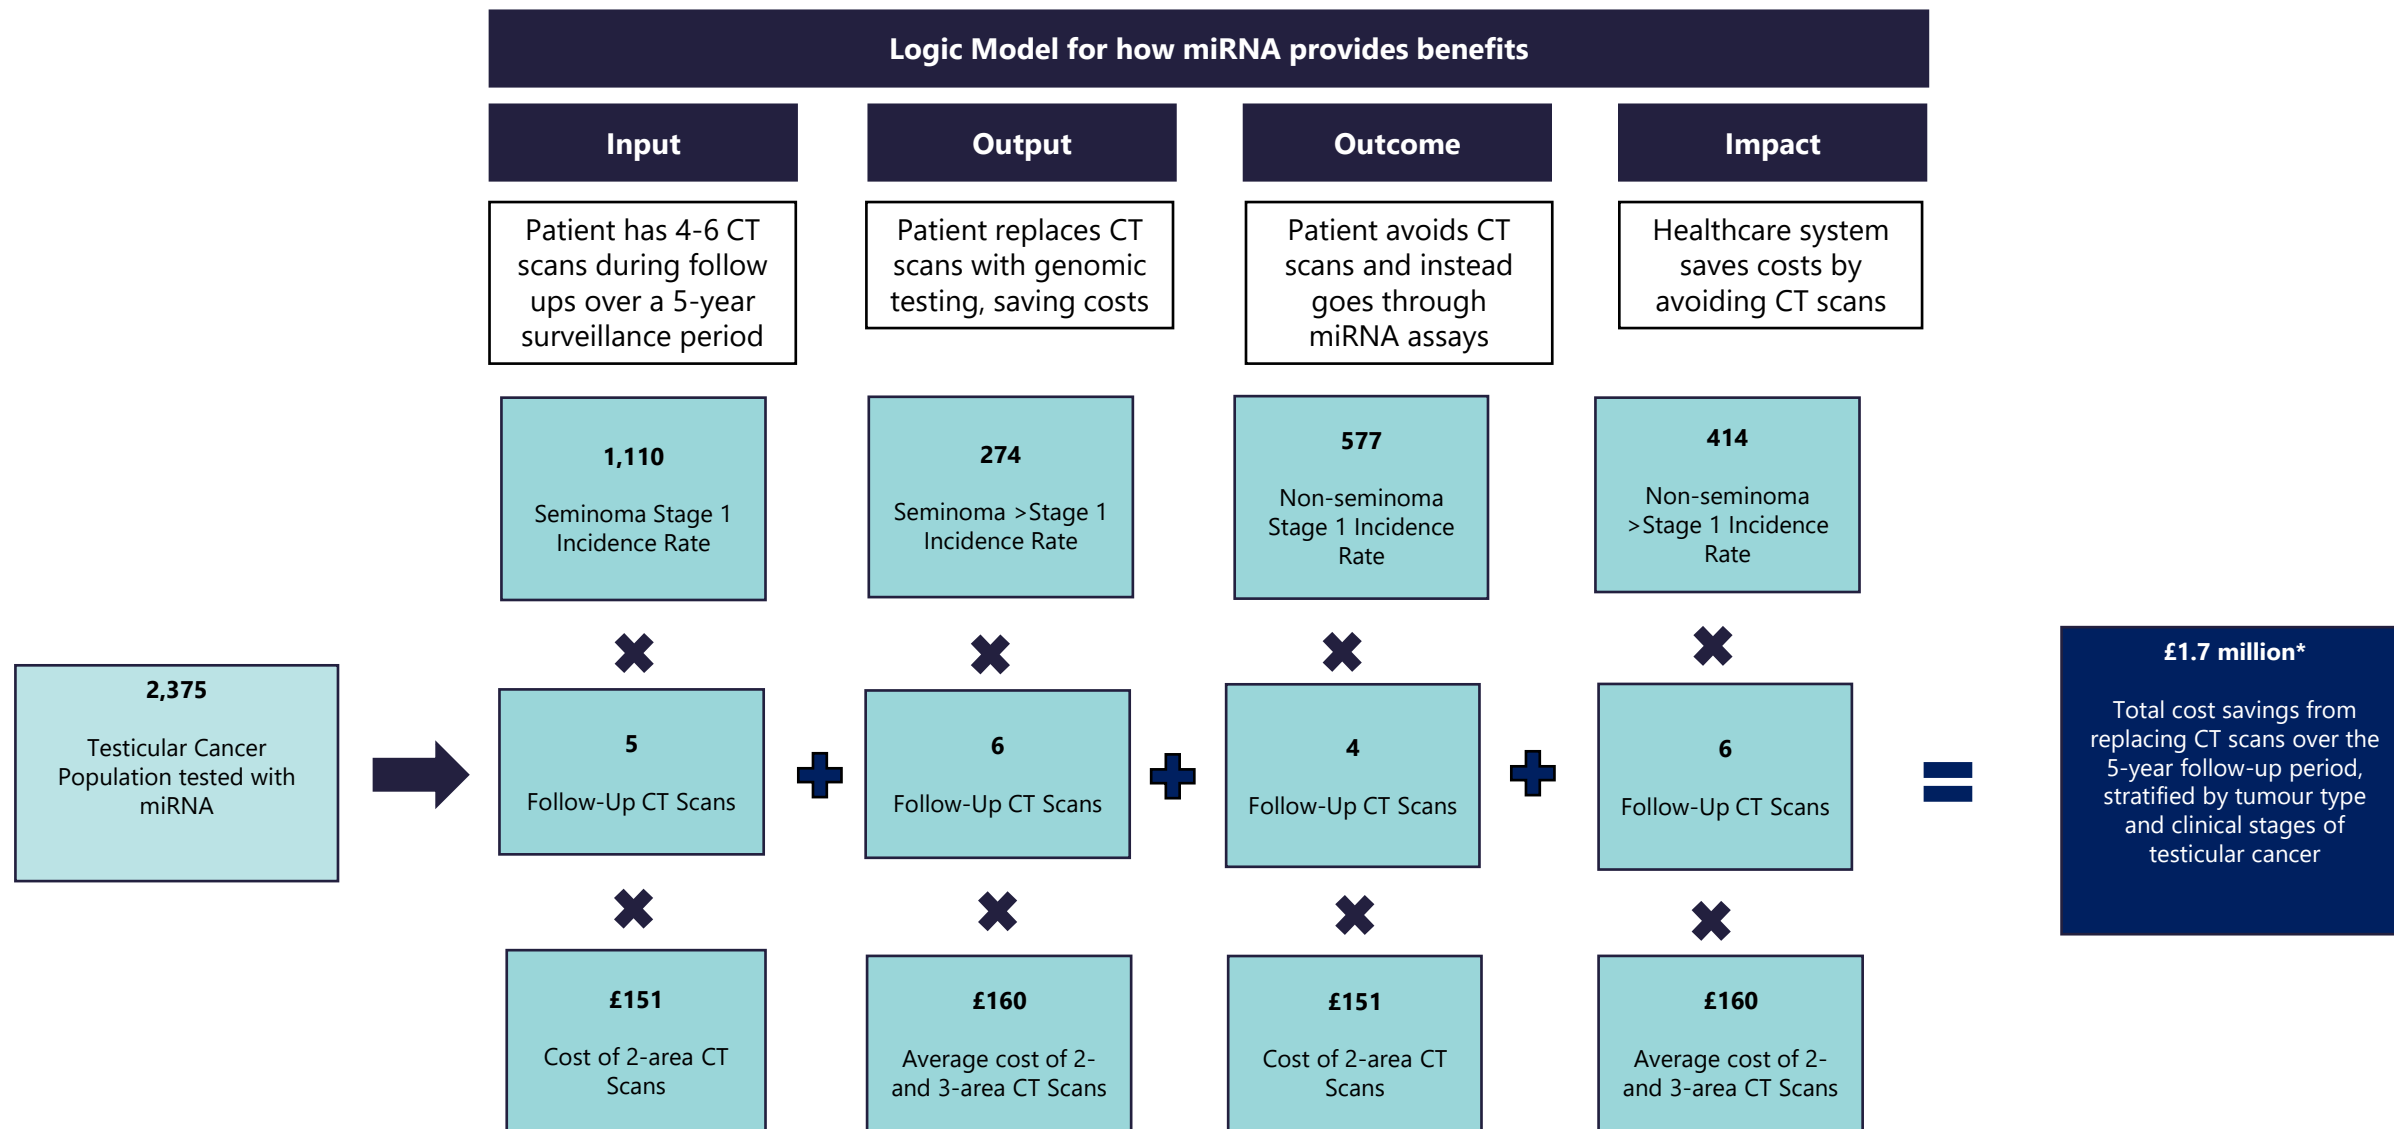 Logic Model for how miRNA provides benefits
Input
Output
Outcome
Impact
Patient has 4-6 CT
scans during follow
ups over a 5-year
surveillance period
Patient replaces CT
scans with genomic
testing, saving costs
Patient avoids CT
scans and instead
goes through
miRNA assays
Healthcare system
saves costs by
avoiding CT scans
1,110
Seminoma Stage 1
Incidence Rate
274
Seminoma >Stage 1
Incidence Rate
577
Non-seminoma
Stage 1 Incidence
Rate
414
Non-seminoma
>Stage 1 Incidence
Rate
2,375
Testicular Cancer
Population tested with
miRNA
5
Follow-Up CT Scans
6
Follow-Up CT Scans
4
Follow-Up CT Scans
6
Follow-Up CT Scans
£1.7 million*
Total cost savings from
replacing CT scans over the
5-year follow-up period,
stratified by tumour type
and clinical stages of
testicular cancer
£151
Cost of 2-area CT
Scans
£160
Average cost of 2-
and 3-area CT Scans
£151
Cost of 2-area CT
Scans
£160
Average cost of 2-
and 3-area CT Scans